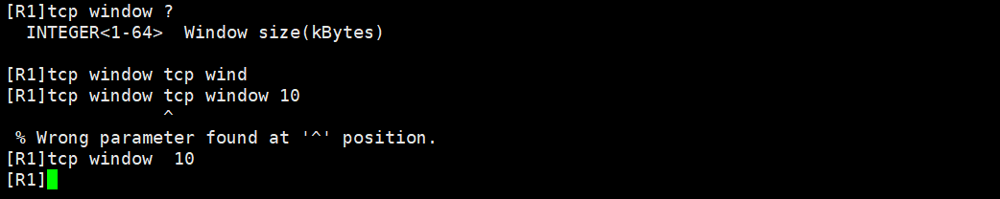 [R1]tcp window ?
  INTEGER<1-64>  Window size(kBytes)

[R1]tcp window tcp wind
[R1]tcp window tcp window 10
               ^
 % Wrong parameter found at '^' position.
[R1]tcp window  10
[R1]